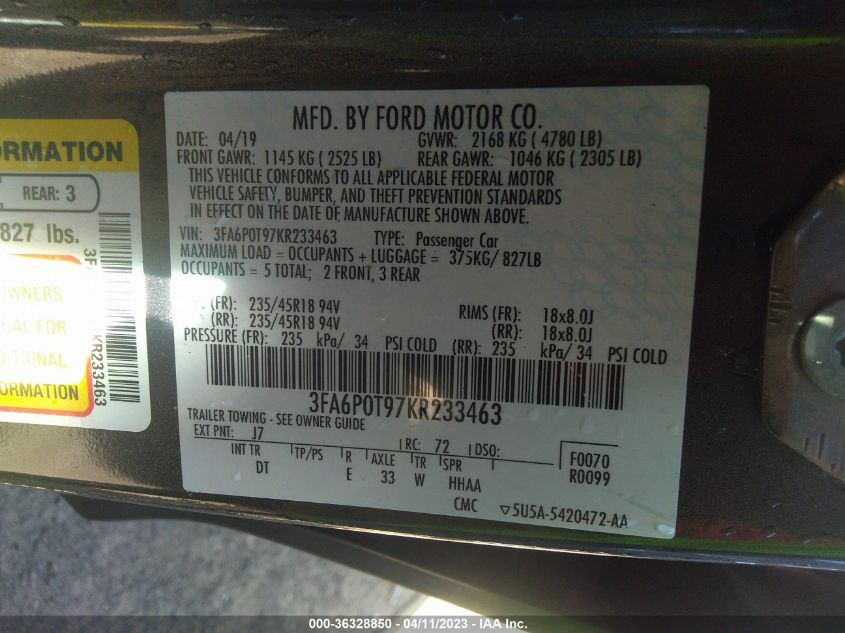 ORMATION
REAR: 3
827 lbs.
OWNERS
UAL FOR
DITIONAL
ORMATION
KR233463
MFD. BY FORD MOTOR CO.
DATE: 04/19 GVWR: 2168 KG ( 4780 LB)
FRONT GAWR: 1145 KG ( 2525 LB) REAR GAWR: 1046 KG ( 2305 LB)
THIS VEHICLE CONFORMS TO ALL APPLICABLE FEDERAL MOTOR
VEHICLE SAFETY, BUMPER, AND THEFT PREVENTION STANDARDS
IN EFFECT ON THE DATE OF MANUFACTURE SHOWN ABOVE.
VIN: 3FA6P0T97KR233463 TYPE: Passenger Car
MAXIMUM LOAD = OCCUPANTS + LUGGAGE = 375KG/ 827LB
OCCUPANTS = 5 TOTAL; 2 FRONT, 3 REAR
(FR): 235/45R18 94V RIMS (FR): 18x8.0J
(RR): 235/45R18 94V (RR): 18x8.0J
PRESSURE (FR): 235 kPa/ 34 PSI COLD (RR): 235 kPa/ 34 PSI COLD
3FA6P0T97KR233463
TRAILER TOWING - SEE OWNER GUIDE
EXT PNT: J7 RC: 72 DSO: F0070
INT TR TP/PS R AXLE TR SPR R0099
DT E 33 W HHAA
CMC ▽5U5A-5420472-AA
000-36328850 - 04/11/2023 - IAA Inc.